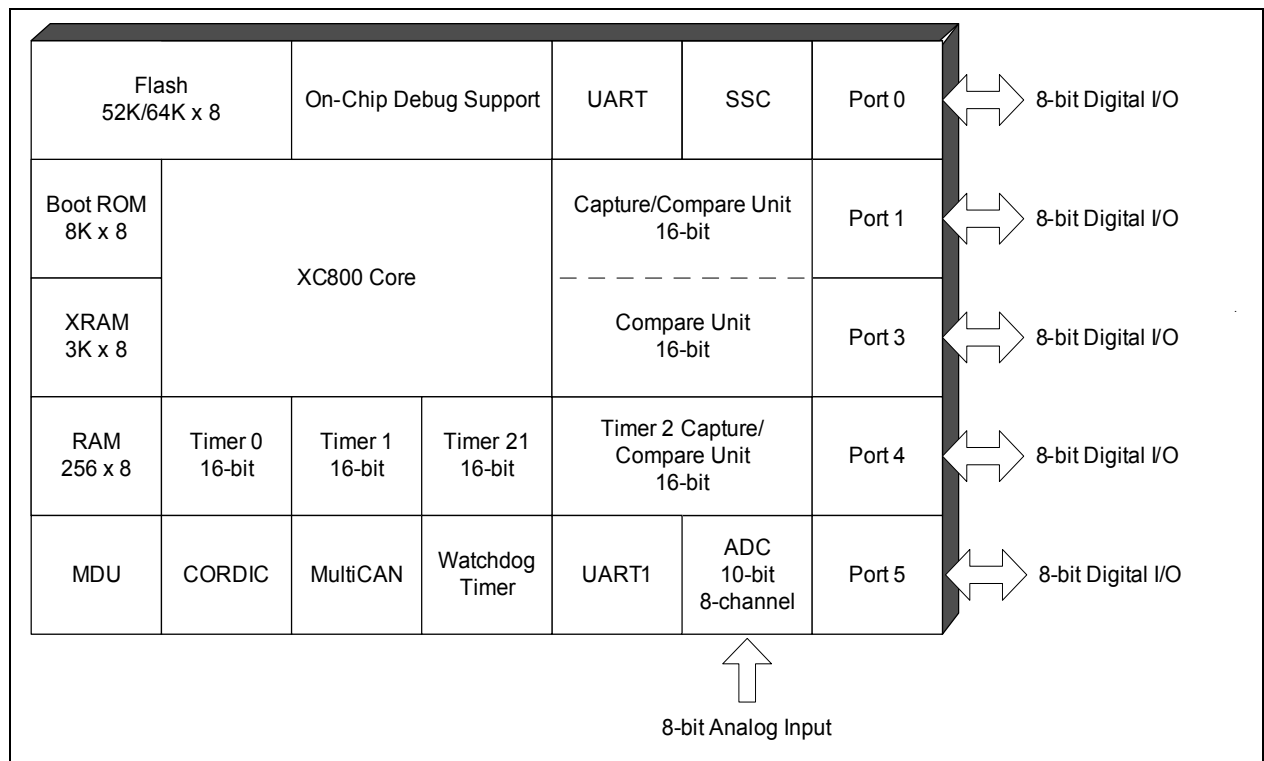 Flash
52K/64K x 8
On-Chip Debug Support
UART
SSC
Port 0
8-bit Digital I/O
Boot ROM
8K x 8
XC800 Core
Capture/Compare Unit
16-bit
Port 1
8-bit Digital I/O
XRAM
3K x 8
Compare Unit
16-bit
Port 3
8-bit Digital I/O
RAM
256 x 8
Timer 0
16-bit
Timer 1
16-bit
Timer 21
16-bit
Timer 2 Capture/
Compare Unit
16-bit
Port 4
8-bit Digital I/O
MDU
CORDIC
MultiCAN
Watchdog
Timer
UART1
ADC
10-bit
8-channel
Port 5
8-bit Digital I/O
8-bit Analog Input